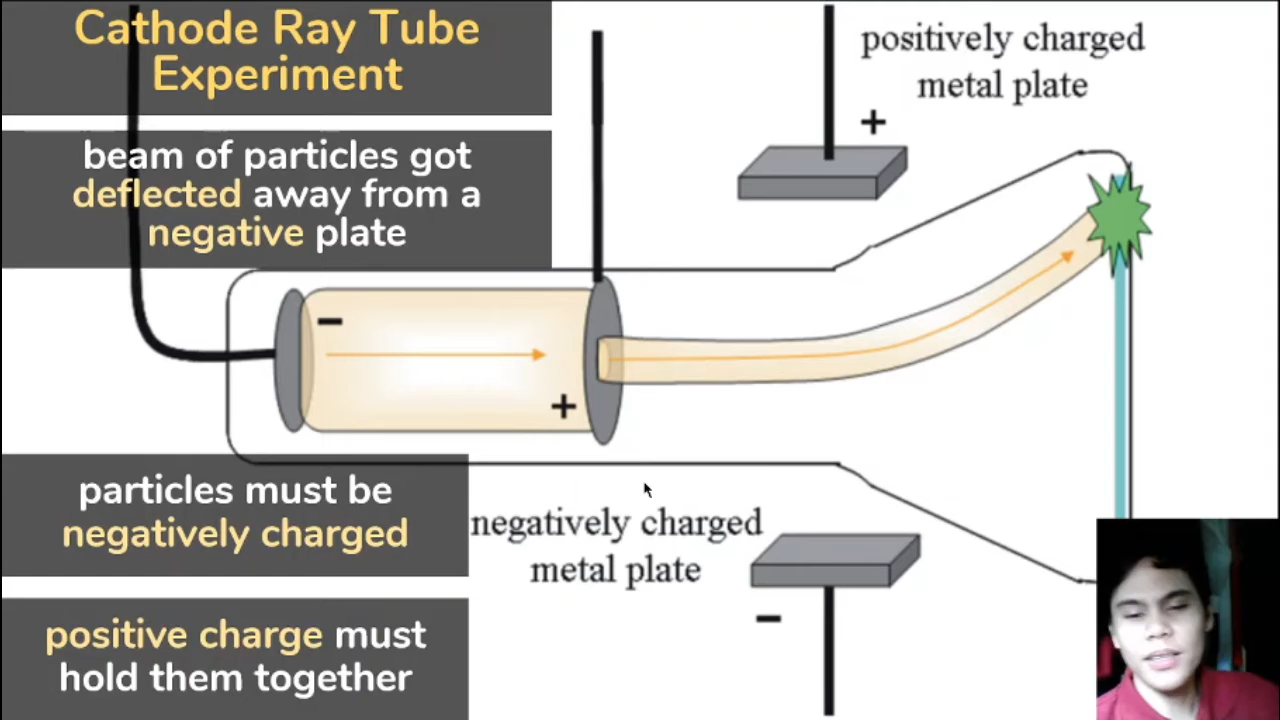 Cathode Ray Tube
Experiment
beam of particles got
deflected away from a
negative plate
particles must be
negatively charged
positive charge must
hold them together
positively charged
metal plate
+
−
+
negatively charged
metal plate
−